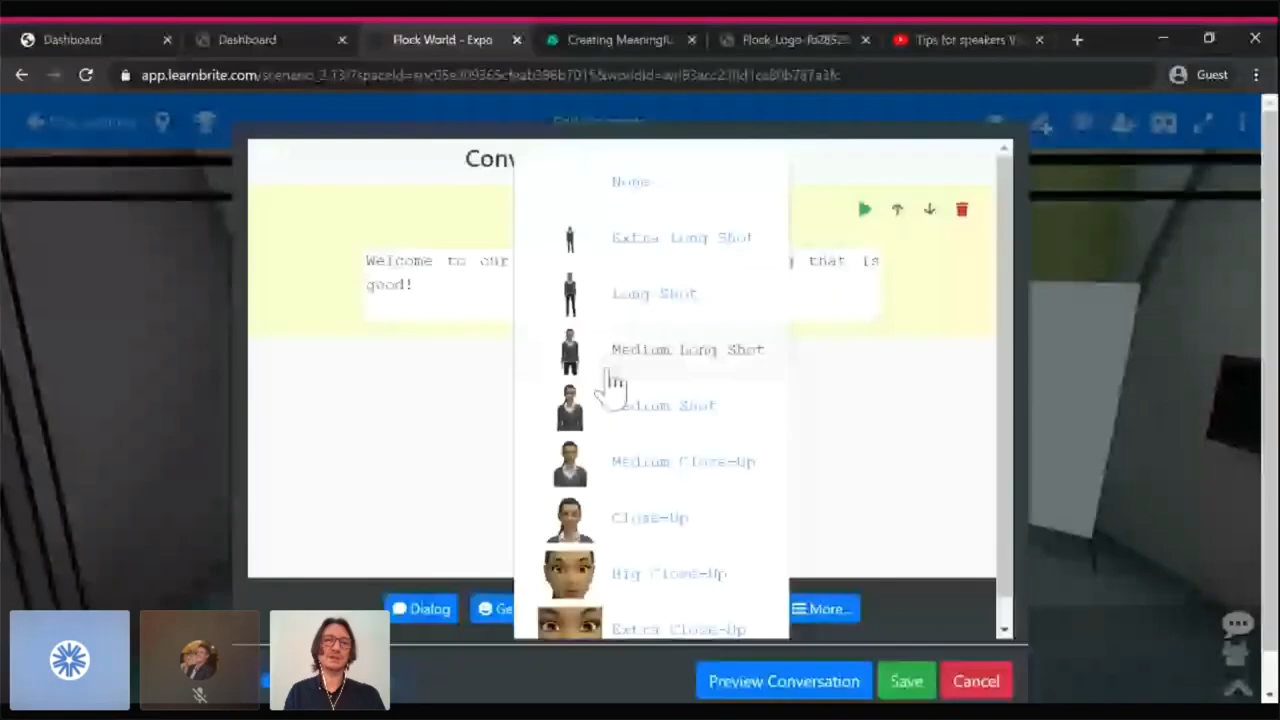 Dashboard
Dashboard
Flock World - Expo
Creating Meaningfu
Flock_Logo
Tips for speakers V
app.learnbrite.com
Guest
Conv
None
Extra Long Shot
Welcome to our
that is
good!
Long Shot
Medium Long Shot
Medium Shot
Medium Close-Up
Close-Up
Big Close-Up
Dialog
Ge
More...
Extra Close-Up
Preview Conversation
Save
Cancel